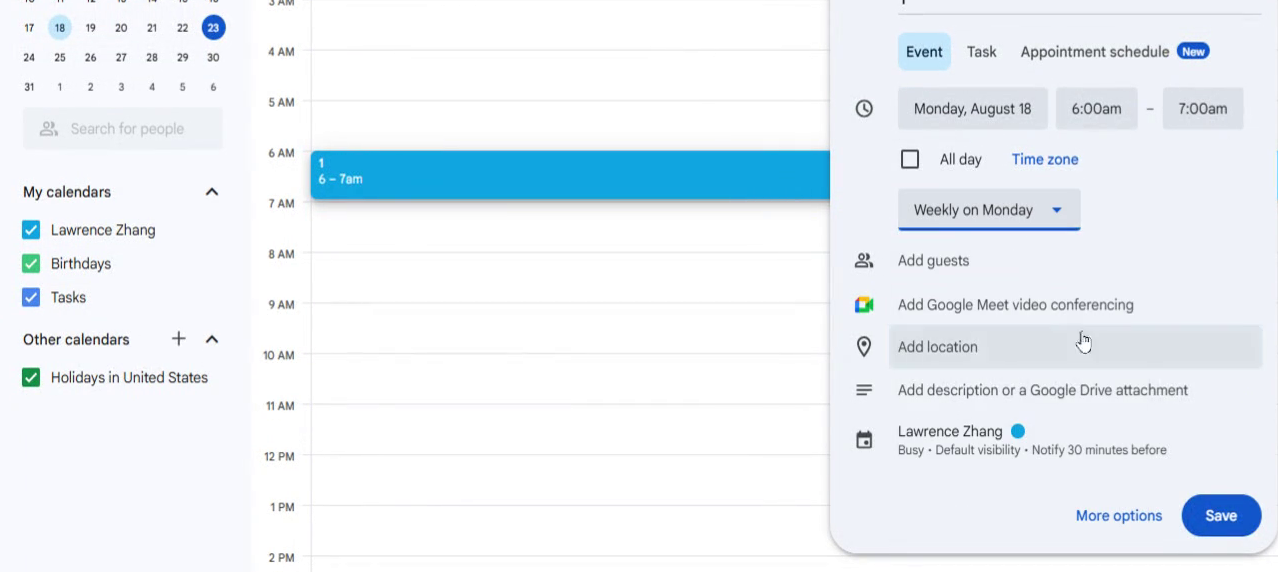 3 AM
17 18 19 20 21 22 23
24 25 26 27 28 29 30
31 1 2 3 4 5 6
Search for people
My calendars
Lawrence Zhang
Birthdays
Tasks
Other calendars
Holidays in United States
4 AM
5 AM
6 AM
7 AM
8 AM
9 AM
10 AM
11 AM
12 PM
1 PM
2 PM
1
6 – 7am
Event Task Appointment schedule New
Monday, August 18 6:00am – 7:00am
All day Time zone
Weekly on Monday
Add guests
Add Google Meet video conferencing
Add location
Add description or a Google Drive attachment
Lawrence Zhang
Busy • Default visibility • Notify 30 minutes before
More options Save